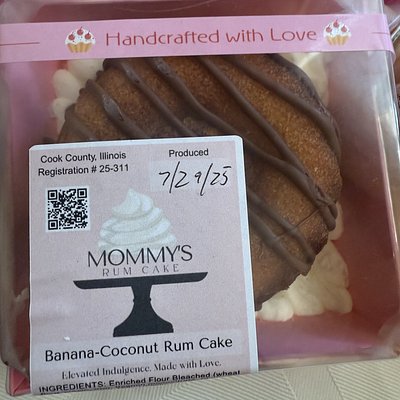 Handcrafted with Love
Cook County, Illinois
Registration # 25-311
Produced
7/29/25
MOMMY'S
RUM CAKE
Banana-Coconut Rum Cake
Elevated Indulgence. Made with Love.
INGREDIENTS: Enriched Flour Bleached (wheat